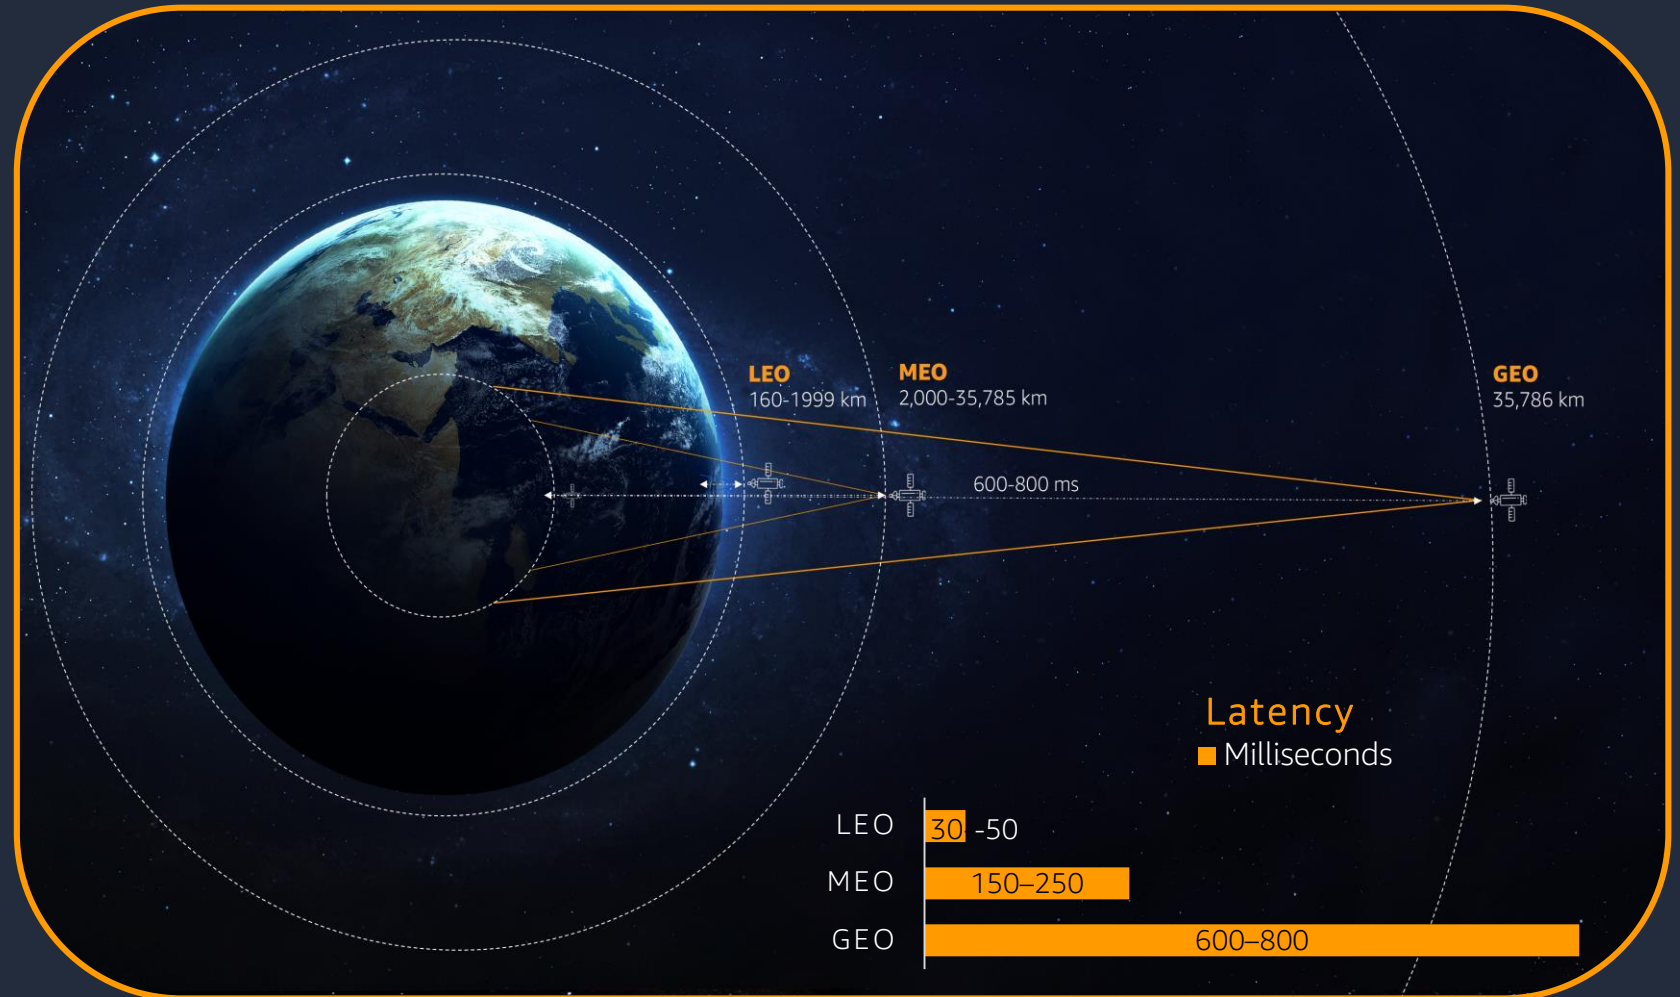 LEO
160-1999 km
MEO
2,000-35,785 km
GEO
35,786 km
600-800 ms
Latency
Milliseconds
LEO 30 -50
MEO 150–250
GEO 600–800